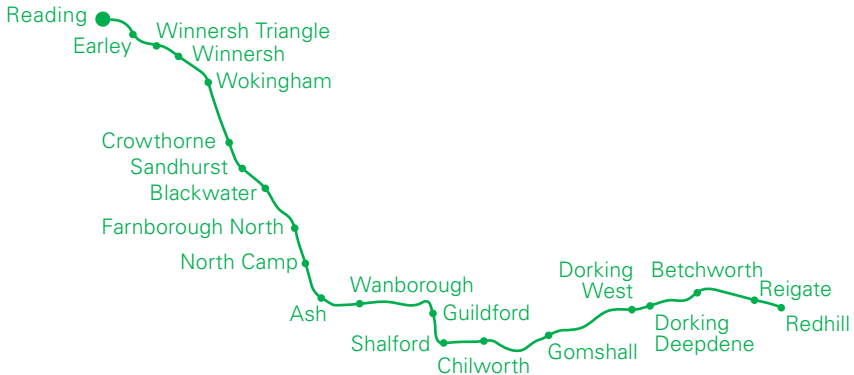 Reading
Earley
Winnersh Triangle
Winnersh
Wokingham
Crowthorne
Sandhurst
Blackwater
Farnborough North
North Camp
Ash
Wanborough
Guildford
Shalford
Chilworth
Gomshall
Dorking
West
Dorking
Deepdene
Betchworth
Reigate
Redhill